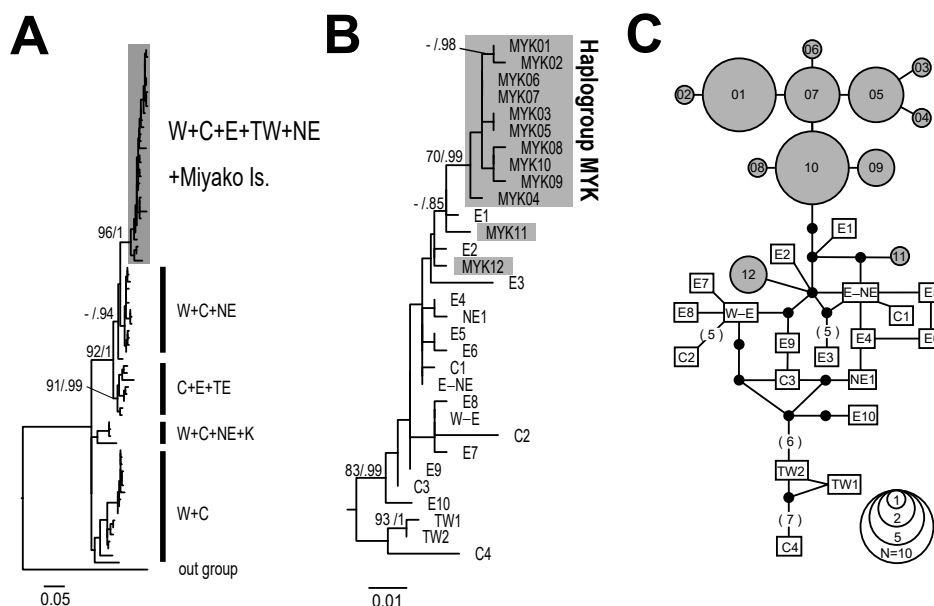 A
W+C+E+TW+NE
+Miyako Is.
96/1
W+C+NE
- /.94
92/1
91/.99
C+E+TE
W+C+NE+K
W+C
out group
0.05
B
- /.98
MYK01
MYK02
MYK06
MYK07
MYK03
MYK05
MYK08
MYK10
MYK09
MYK04
Haplogroup MYK
70/.99
- /.85
E1
MYK11
E2
MYK12
E3
E4
NE1
E5
E6
C1
E–NE
E8
W–E
C2
E7
E9
83/.99
C3
E10
93 /1
TW1
TW2
C4
0.01
C
06
03
02
01
07
05
04
08
10
09
E1
E2
11
12
E7
E–NE
E8
W–E
C1
( 5 )
( 5 )
E9
E4
C2
E3
C3
NE1
E10
( 6 )
TW2
TW1
( 7 )
C4
1
2
5
N=10